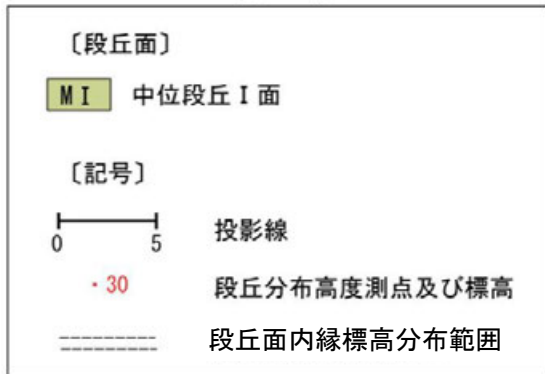 〔段丘面〕
MⅠ 中位段丘Ⅰ面
〔記号〕
0 5 投影線
・30 段丘分布高度測点及び標高
段丘面内縁標高分布範囲